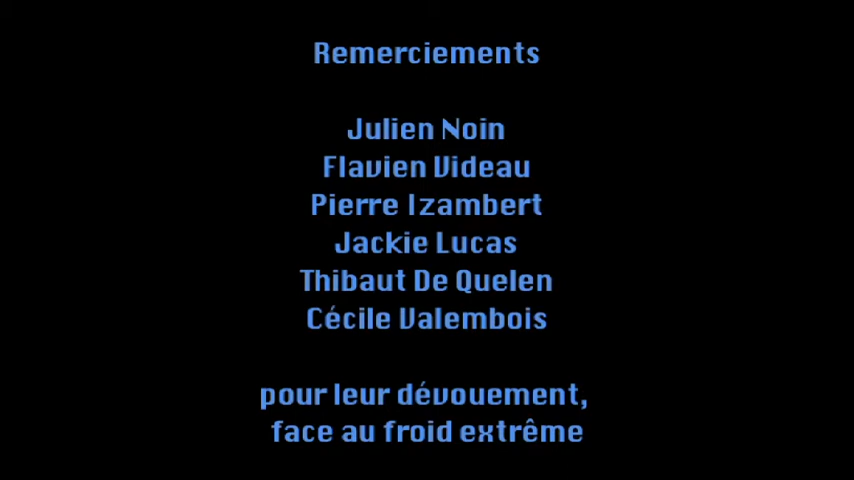 Remerciements
Julien Noin
Flavien Videau
Pierre Izambert
Jackie Lucas
Thibaut De Quelen
Cécile Valembois
pour leur dévouement,
face au froid extrême